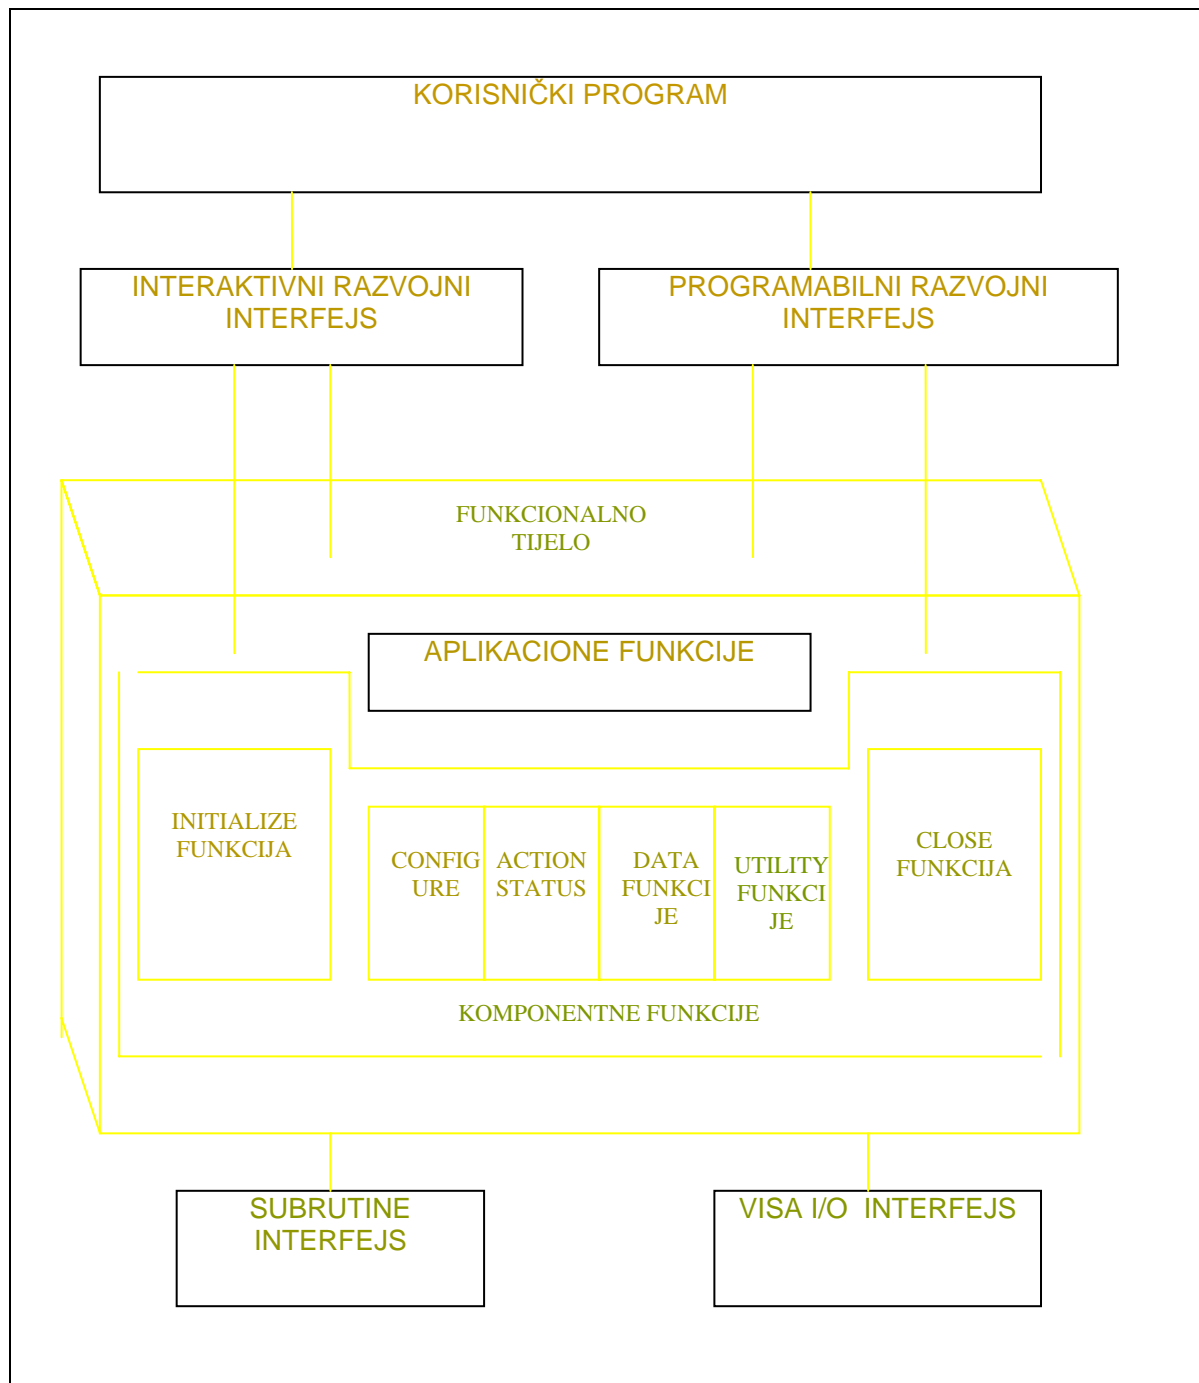 KORISNIČKI PROGRAM
INTERAKTIVNI RAZVOJNI
INTERFEJS
PROGRAMABILNI RAZVOJNI
INTERFEJS
FUNKCIONALNO
TIJELO
APLIKACIONE FUNKCIJE
INITIALIZE
FUNKCIJA
CONFIG
URE
ACTION
STATUS
DATA
FUNKCI
JE
UTILITY
FUNKCI
JE
CLOSE
FUNKCIJA
KOMPONENTNE FUNKCIJE
SUBRUTINE
INTERFEJS
VISA I/O INTERFEJS